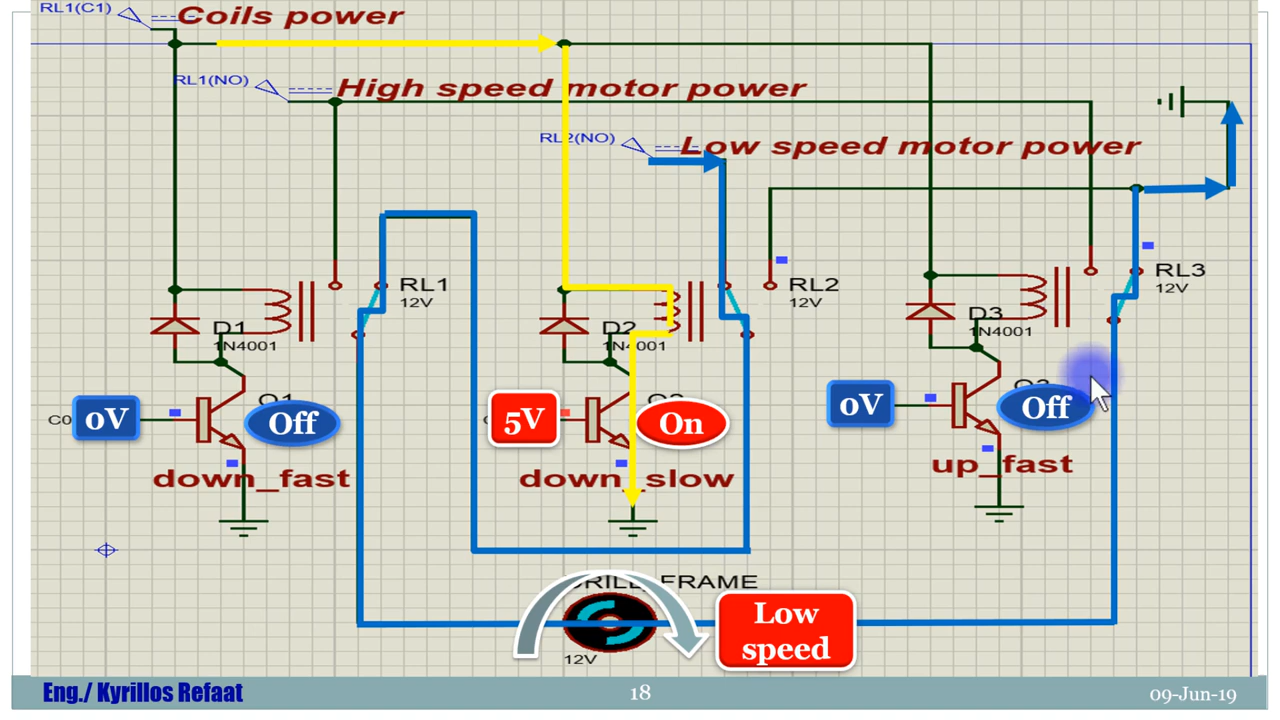 RL1(C1)
Coils power
RL1(NO)
High speed motor power
RL2(NO)
Low speed motor power
RL1
12V
RL2
12V
RL3
12V
D1
1N4001
D2
1N4001
D3
1N4001
0V
Off
5V
On
0V
Off
down_fast
down_slow
up_fast
DRILL_FRAME
12V
Low
speed
Eng./ Kyrillos Refaat
18
09-Jun-19